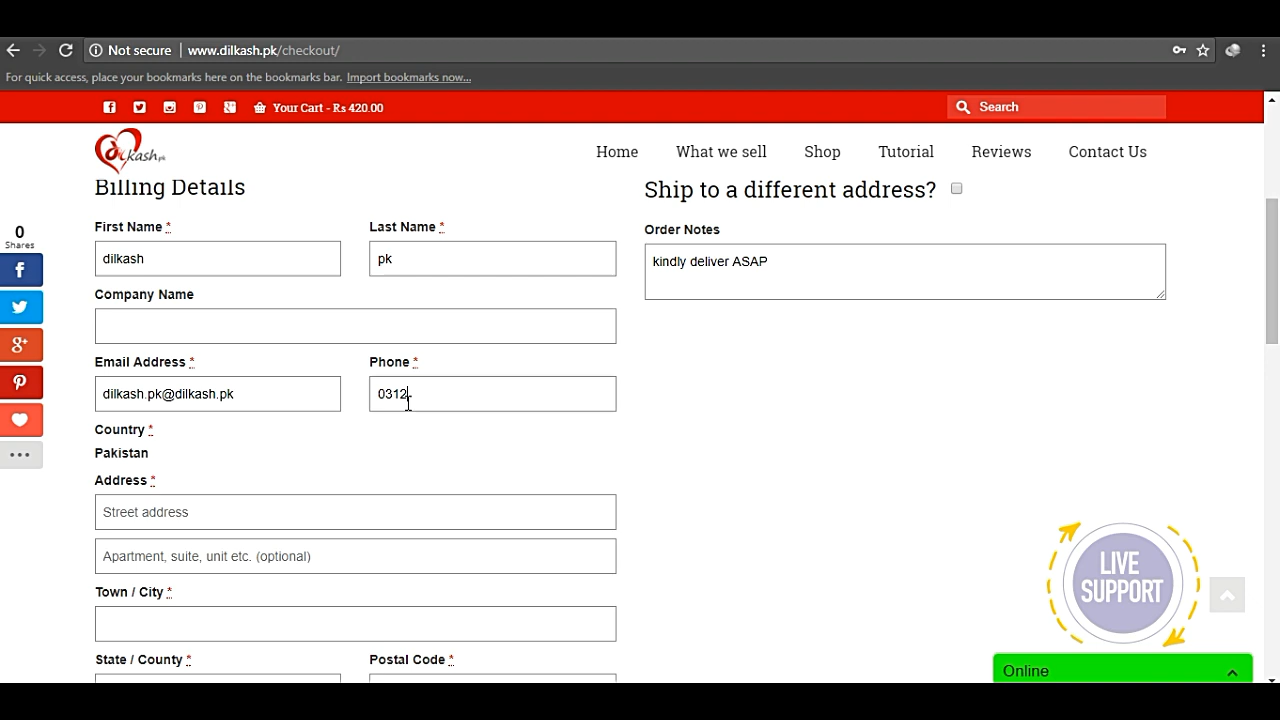 Not secure | www.dilkash.pk/checkout/
For quick access, place your bookmarks here on the bookmarks bar. Import bookmarks now...
Your Cart - Rs 420.00
Search
dilkash.pk
Home
What we sell
Shop
Tutorial
Reviews
Contact Us
Billing Details
Ship to a different address?
0
Shares
First Name *
Last Name *
dilkash
pk
Order Notes
kindly deliver ASAP
Company Name
Email Address *
Phone *
dilkash.pk@dilkash.pk
0312
Country *
Pakistan
Address *
Street address
Apartment, suite, unit etc. (optional)
Town / City *
State / County *
Postal Code *
LIVE
SUPPORT
Online